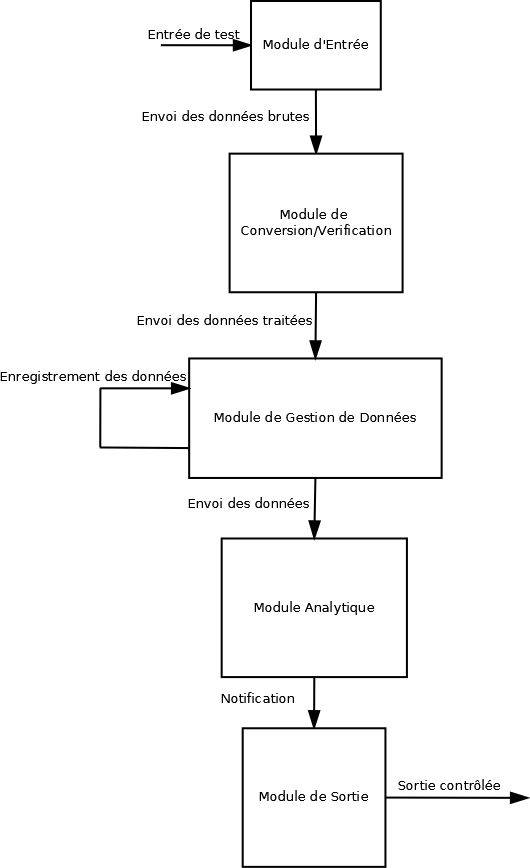 Entrée de test
Module d'Entrée
Envoi des données brutes
Module de
Conversion/Verification
Envoi des données traitées
Enregistrement des données
Module de Gestion de Données
Envoi des données
Module Analytique
Notification
Module de Sortie
Sortie contrôlée